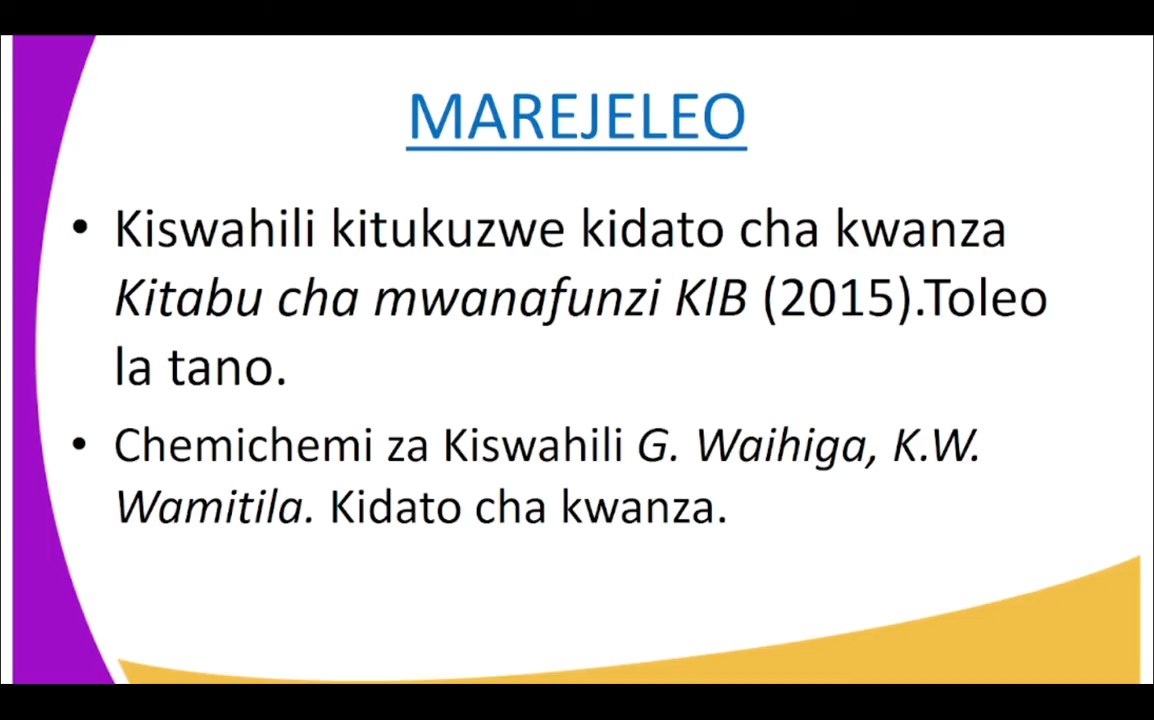 MAREJELEO
• Kiswahili kitukuzwe kidato cha kwanza
Kitabu cha mwanafunzi KlB (2015).Toleo
la tano.
• Chemichemi za Kiswahili G. Waihiga, K.W.
Wamitila. Kidato cha kwanza.